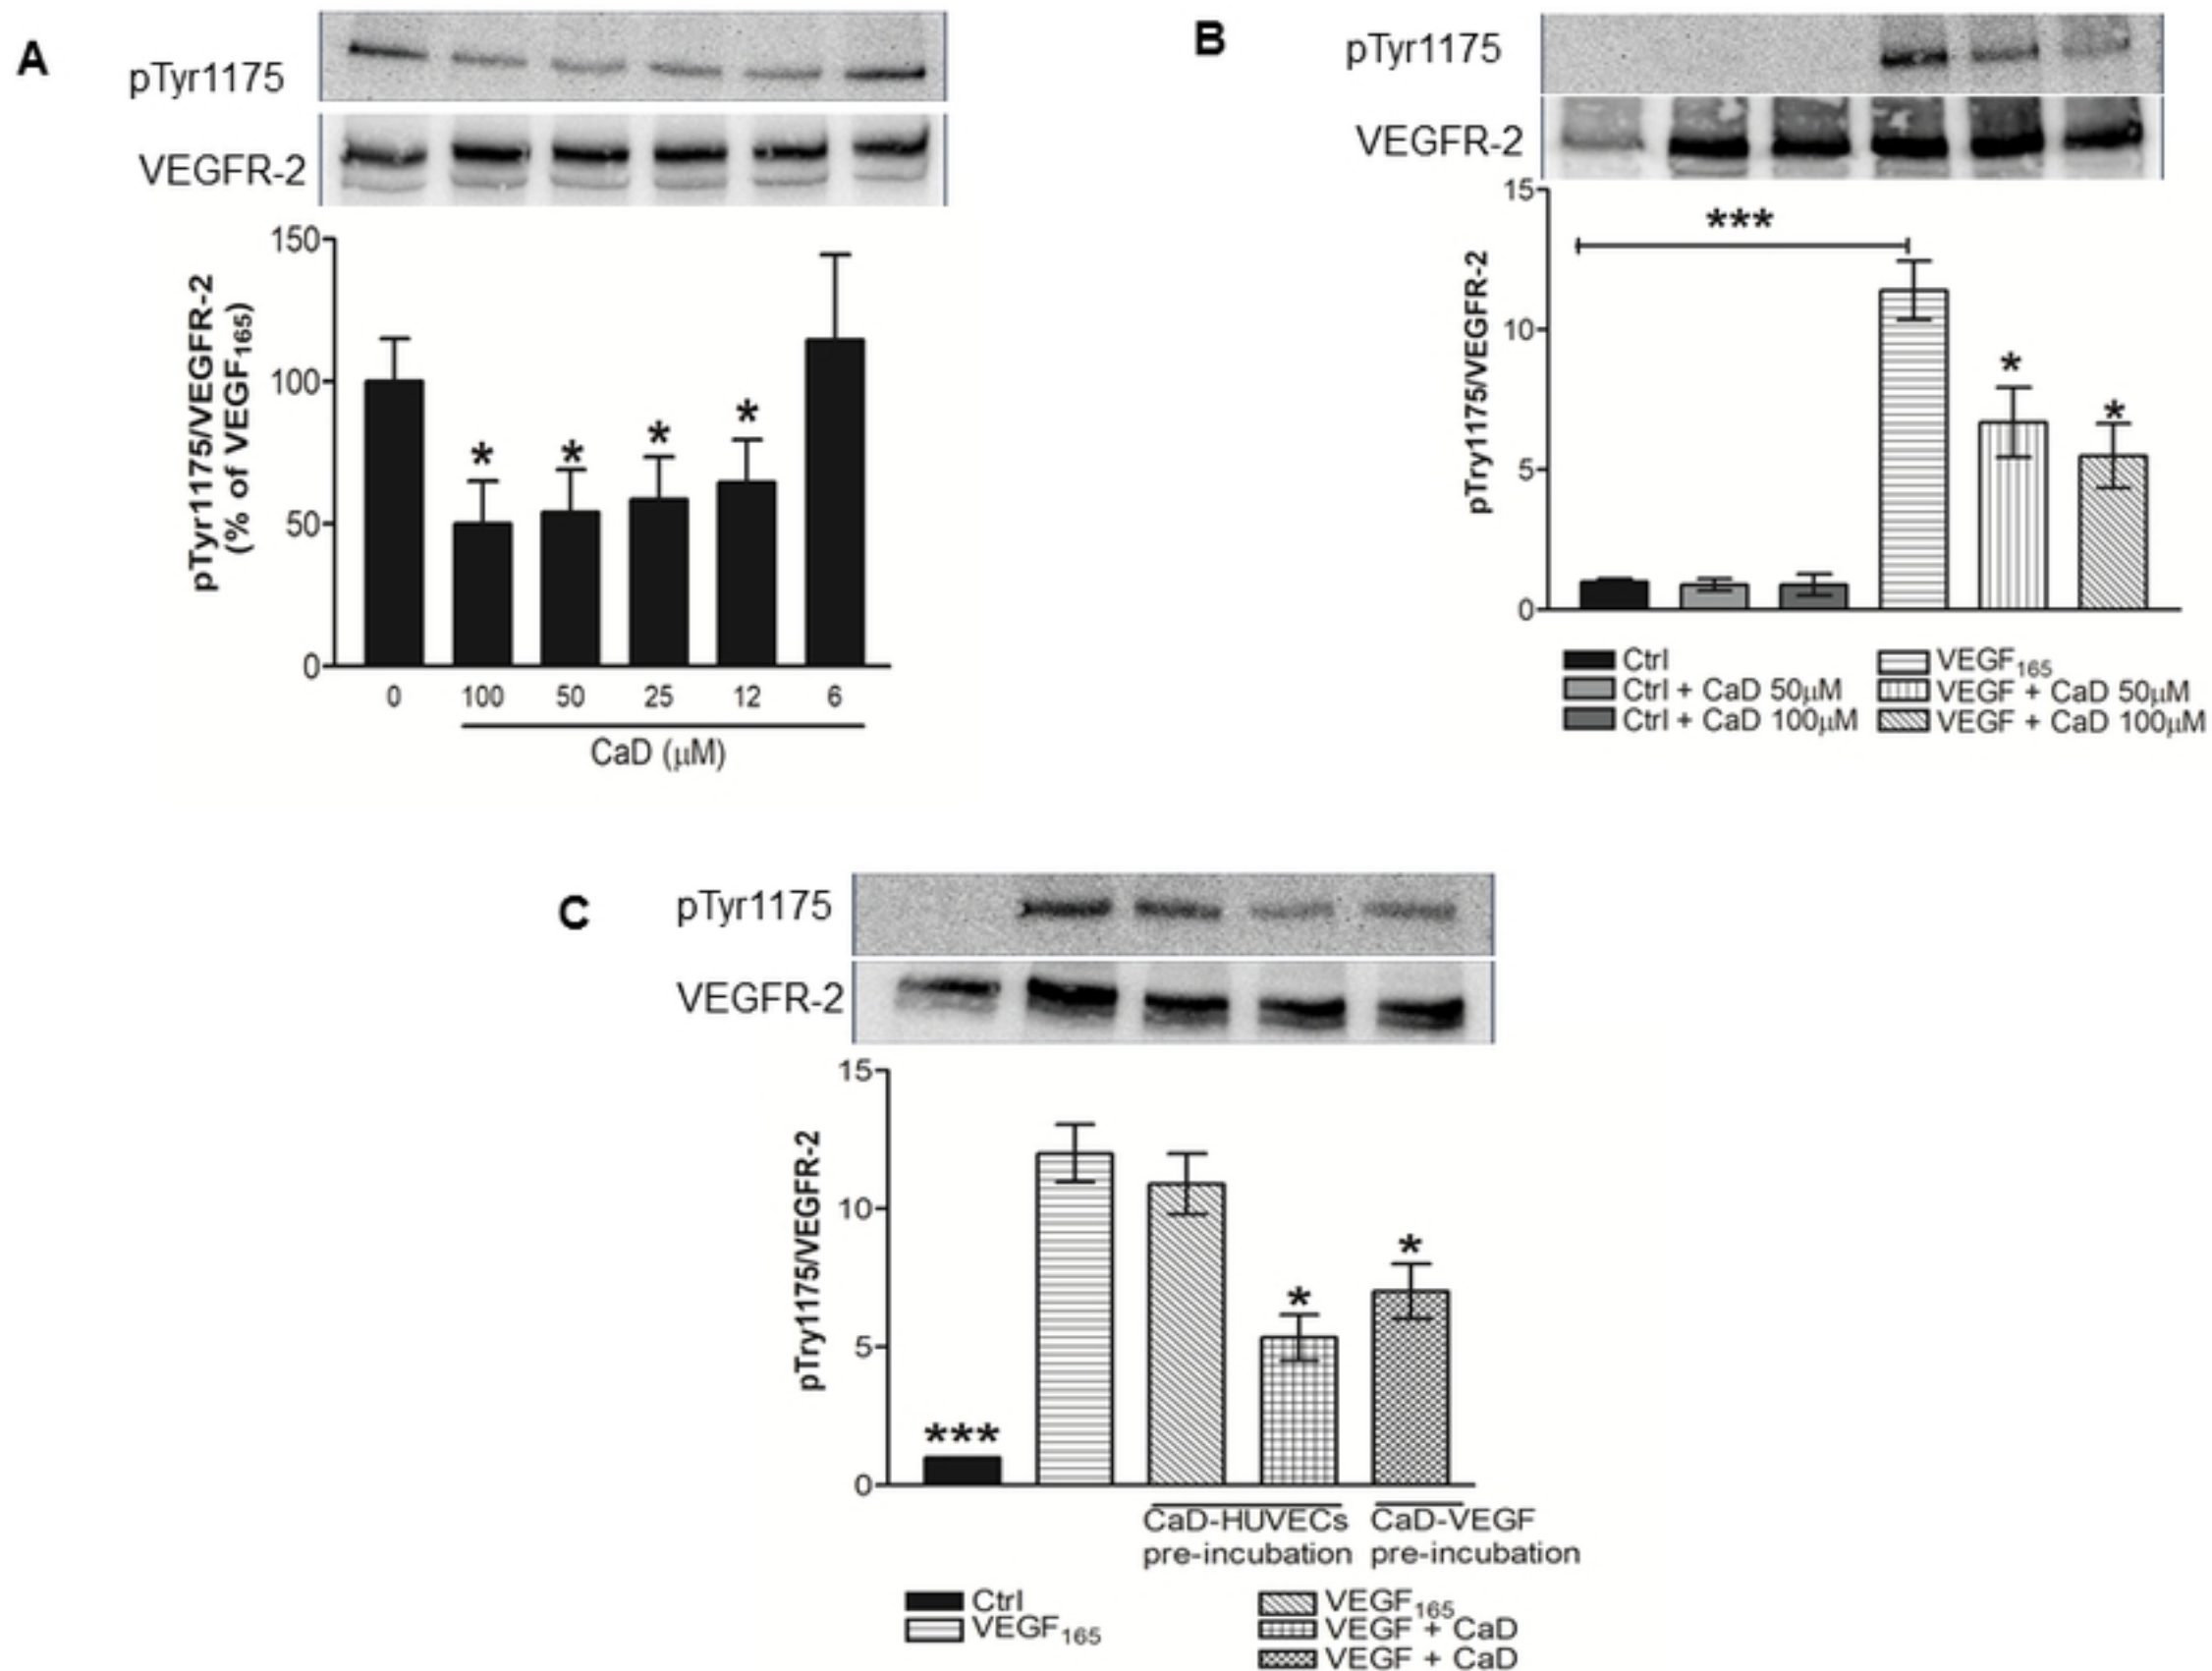 A
pTyr1175
VEGFR-2
150
100
50
0
pTyr1175/VEGFR-2
(% of VEGF165)
*
*
*
*
0 100 50 25 12 6
CaD (μM)
B
pTyr1175
VEGFR-2
15
10
5
0
pTry1175/VEGFR-2
***
*
*
Ctrl
Ctrl + CaD 50μM
Ctrl + CaD 100μM
VEGF165
VEGF + CaD 50μM
VEGF + CaD 100μM
C
pTyr1175
VEGFR-2
15
10
5
0
pTry1175/VEGFR-2
***
*
*
CaD-HUVECs
pre-incubation
CaD-VEGF
pre-incubation
Ctrl
VEGF165
VEGF165
VEGF + CaD
VEGF + CaD